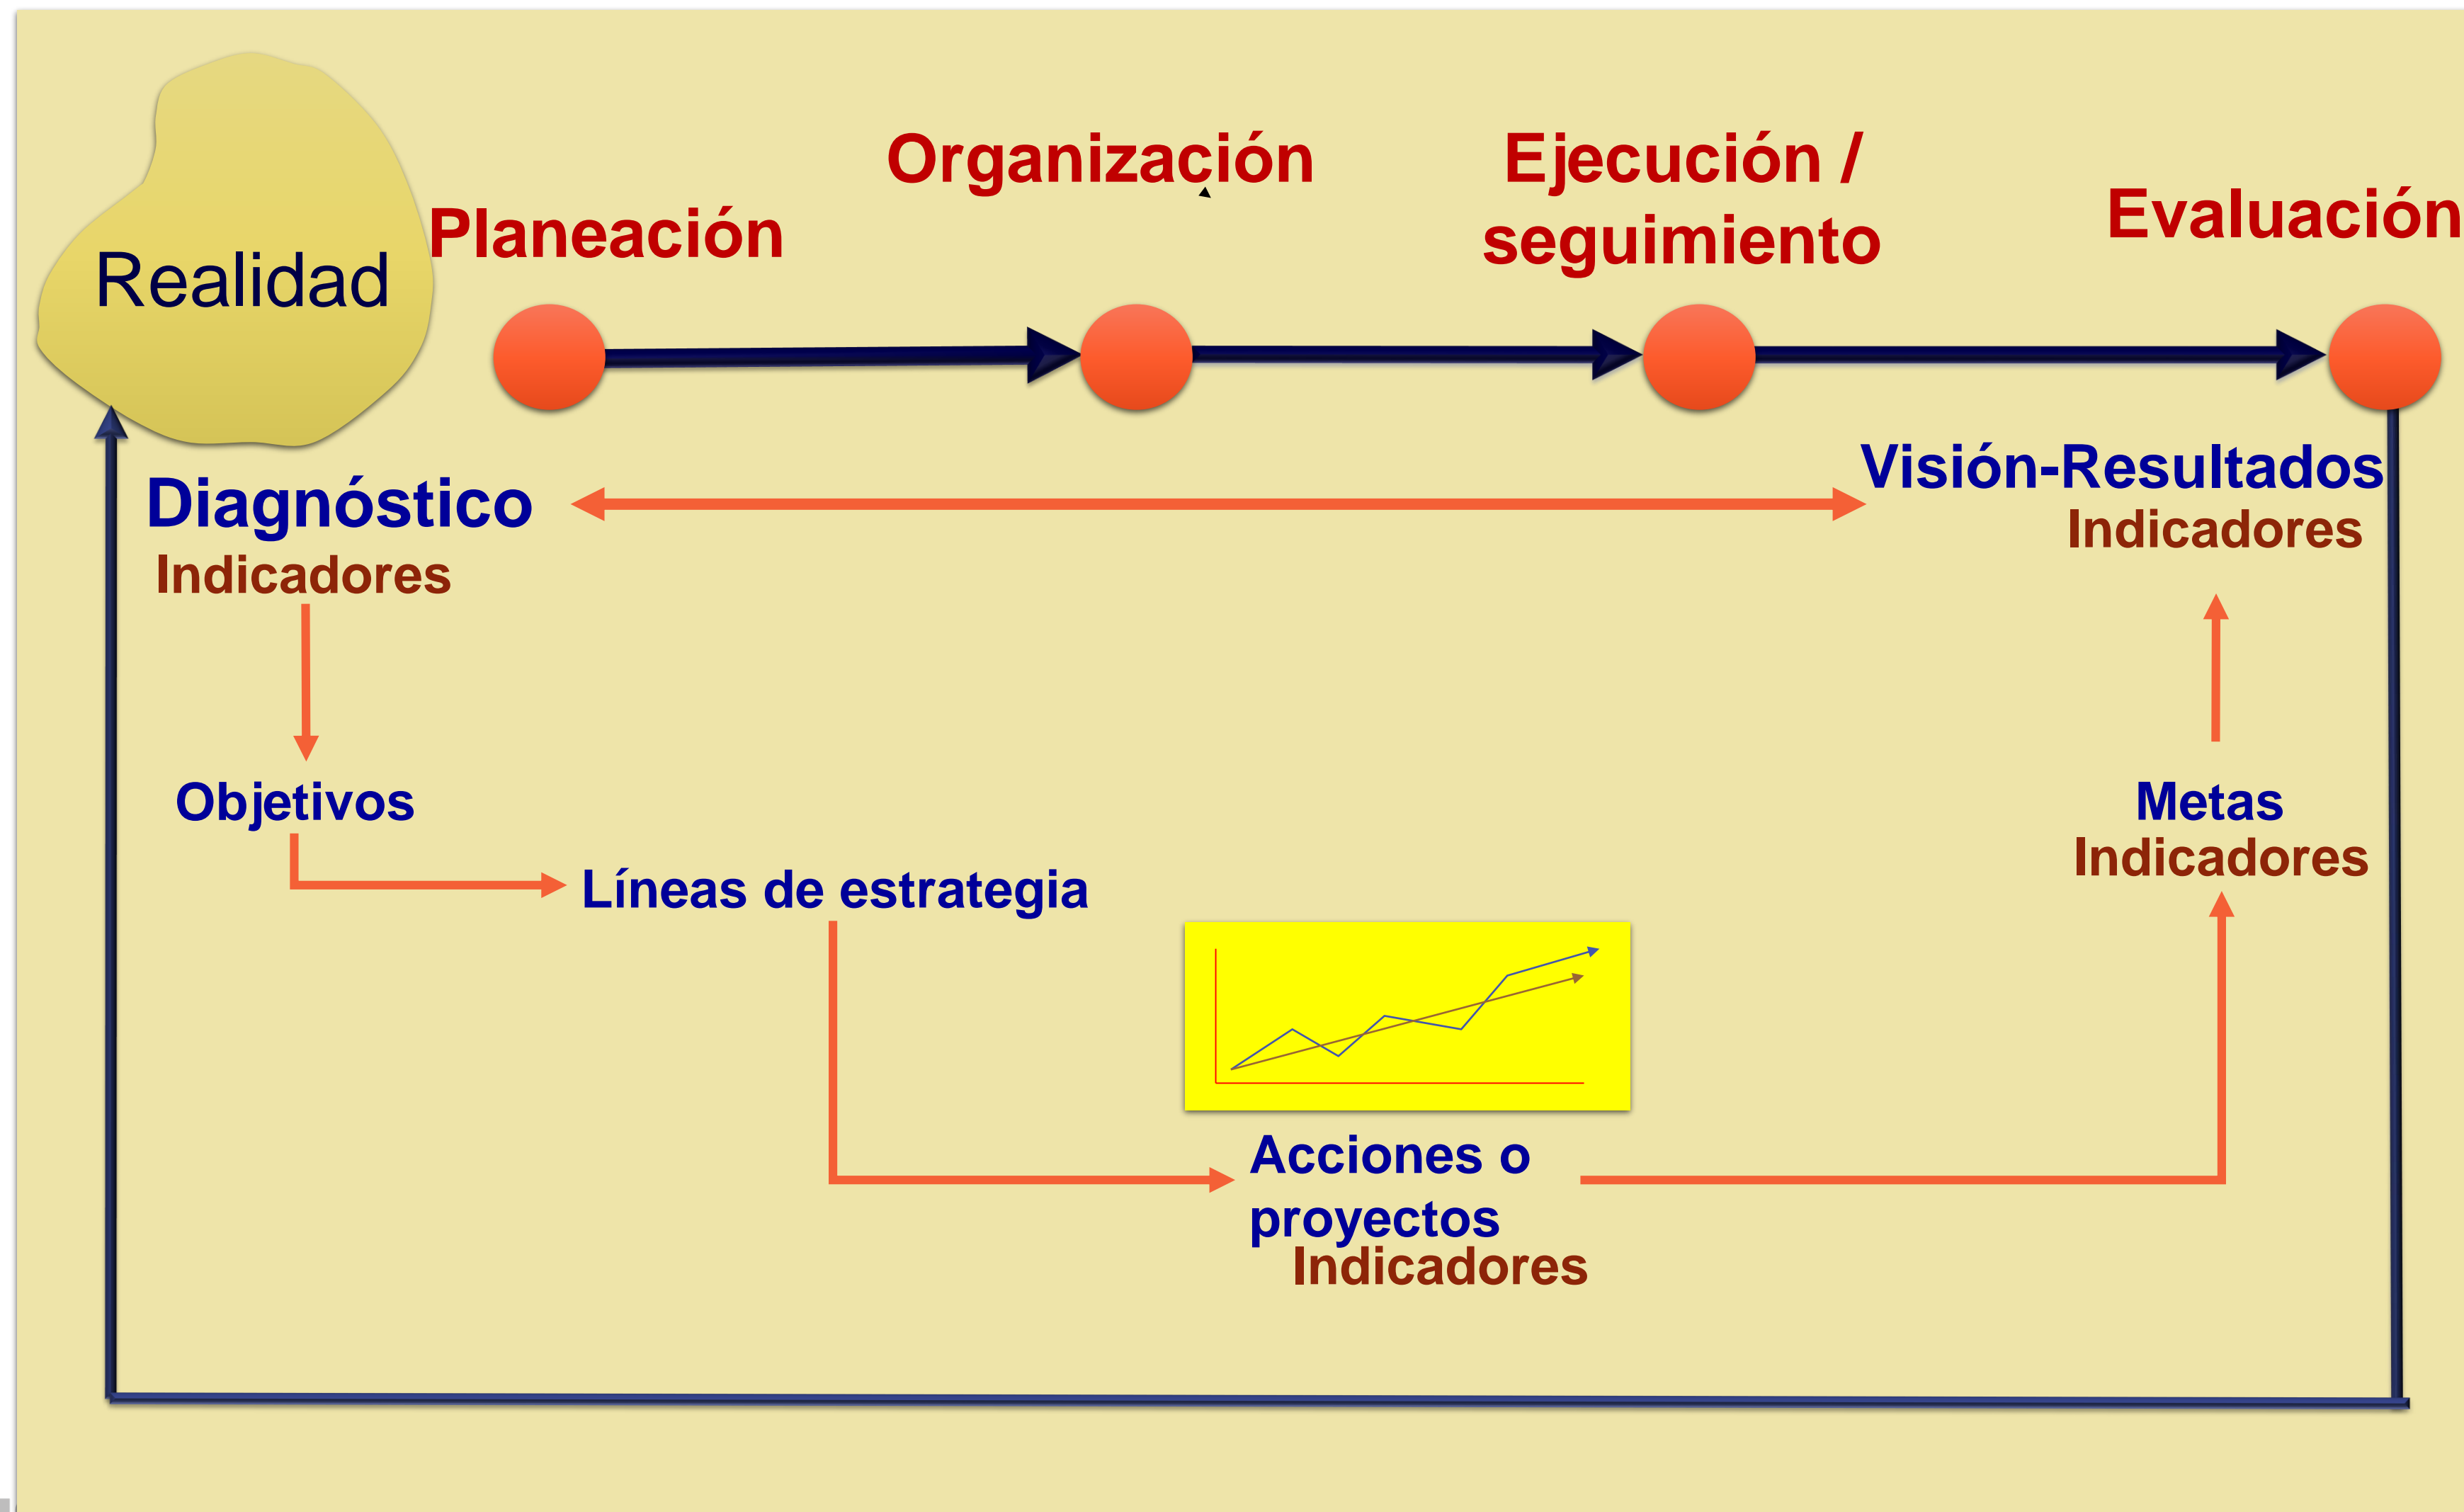 Organización
Ejecución /
seguimiento
Evaluación
Planeación
Realidad
Diagnóstico
Indicadores
Visión-Resultados
Indicadores
Objetivos
Metas
Indicadores
Líneas de estrategia
Acciones o
proyectos
Indicadores